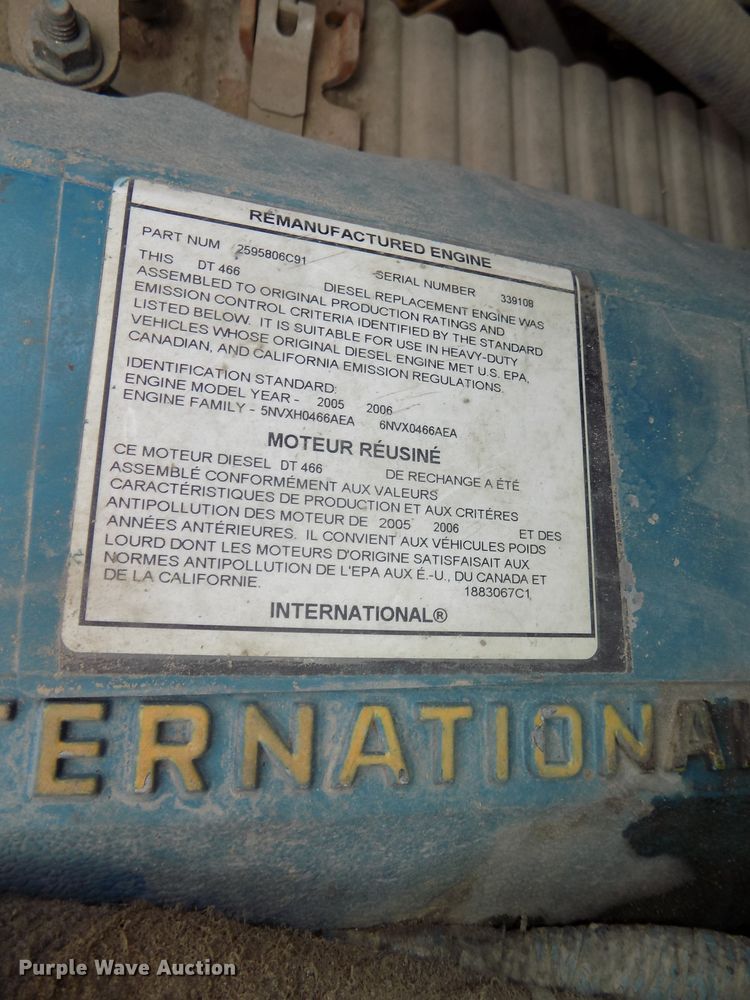 REMANUFACTURED ENGINE
PART NUM 2595806C91 SERIAL NUMBER 339108
THIS DT 466 DIESEL REPLACEMENT ENGINE WAS
ASSEMBLED TO ORIGINAL PRODUCTION RATINGS AND
EMISSION CONTROL CRITERIA IDENTIFIED BY THE STANDARD
LISTED BELOW. IT IS SUITABLE FOR USE IN HEAVY-DUTY
VEHICLES WHOSE ORIGINAL DIESEL ENGINE MET U.S. EPA,
CANADIAN, AND CALIFORNIA EMISSION REGULATIONS.
IDENTIFICATION STANDARD:
ENGINE MODEL YEAR - 2005 2006
ENGINE FAMILY - 5NVXH0466AEA 6NVX0466AEA
MOTEUR RÉUSINÉ
CE MOTEUR DIESEL DT 466 DE RECHANGE A ÉTÉ
ASSEMBLÉ CONFORMÉMENT AUX VALEURS
CARACTÉRISTIQUES DE PRODUCTION ET AUX CRITÉRES
ANTIPOLLUTION DES MOTEUR DE 2005 2006 ET DES
ANNÉES ANTÉRIEURES. IL CONVIENT AUX VÉHICULES POIDS
LOURD DONT LES MOTEURS D'ORIGINE SATISFAISAIT AUX
NORMES ANTIPOLLUTION DE L'EPA AUX É.-U., DU CANADA ET
DE LA CALIFORNIE. 1883067C1
INTERNATIONAL®
TERNATIONAL
Purple Wave Auction